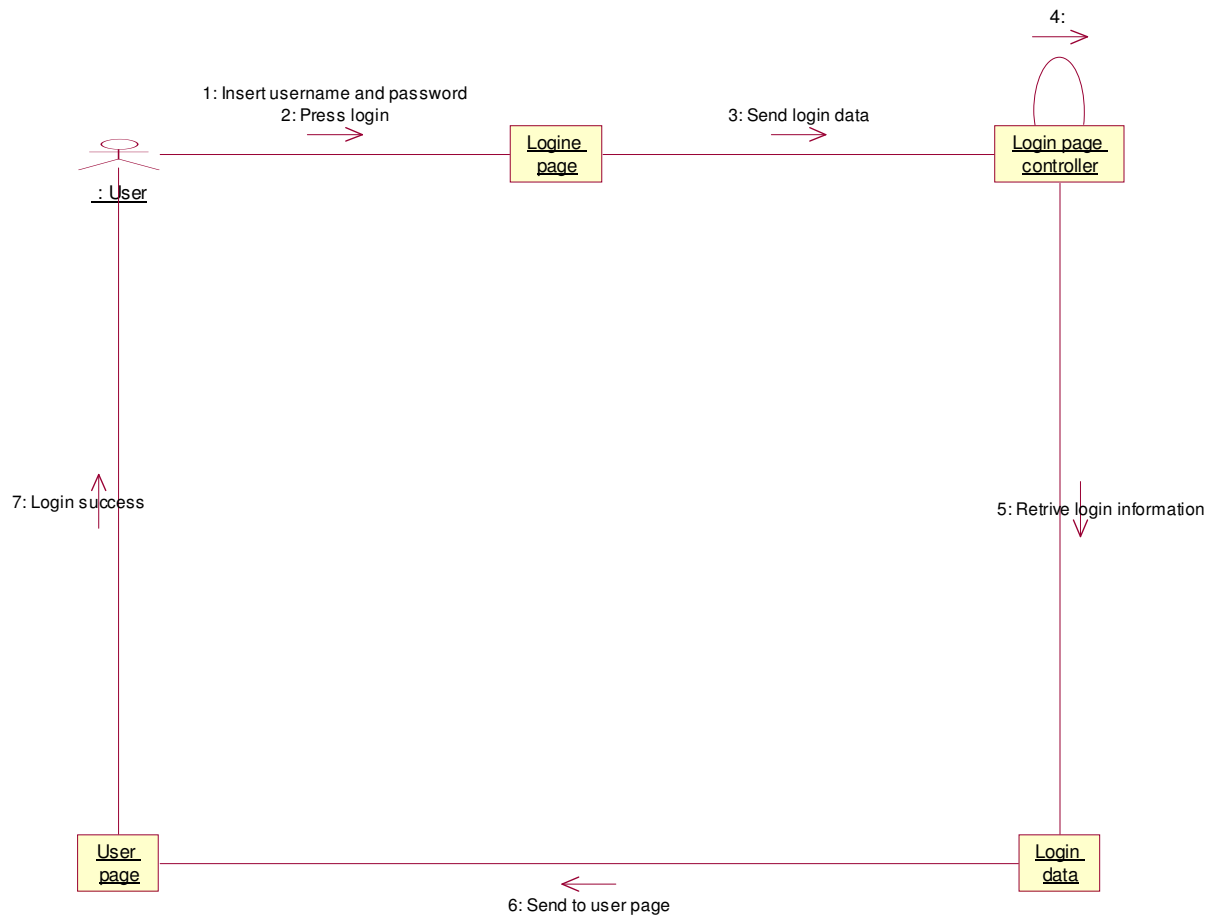 4:
1: Insert username and password
2: Press login
3: Send login data
Logine
page
Login page
controller
: User
7: Login success
5: Retrive login information
User
page
Login
data
6: Send to user page